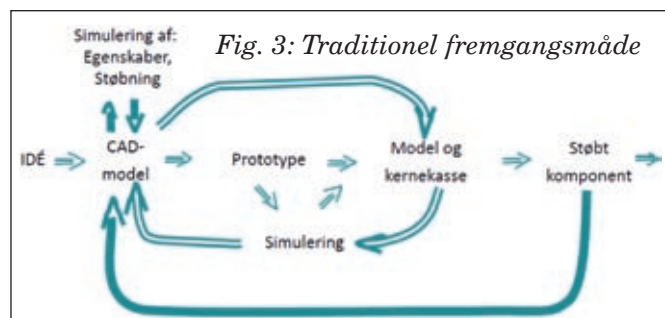 Fig. 3: Traditionel fremgangsmåde
Simulering af:
Egenskaber,
Støbning
IDÉ
CAD-
model
Prototype
Model og
kernekasse
Støbt
komponent
Simulering